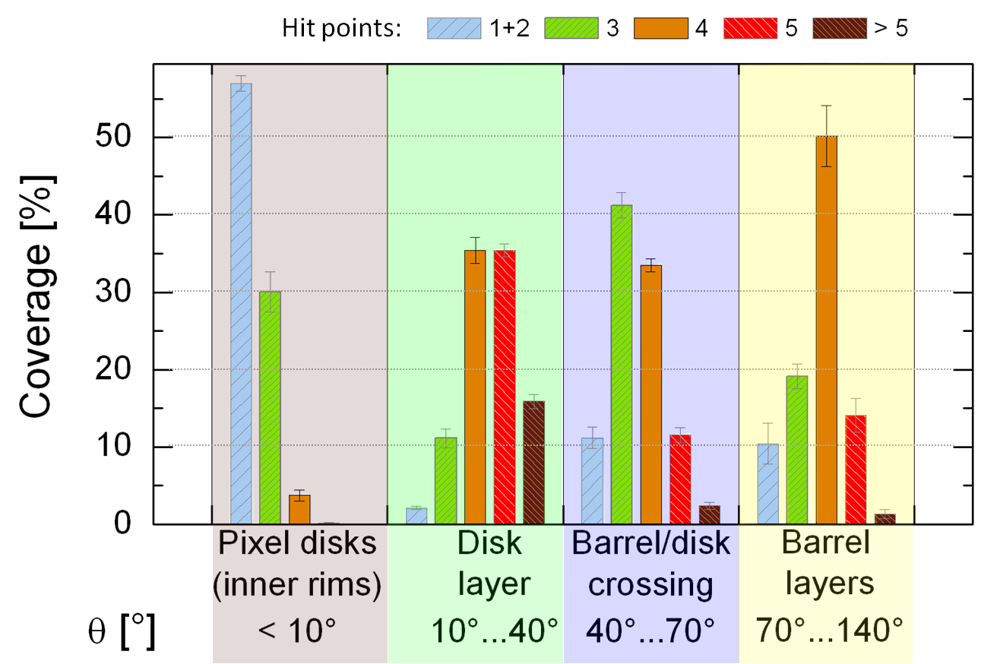 Hit points: 1+2 3 4 5 > 5
Coverage [%]
50
40
30
20
10
0
Pixel disks (inner rims)
Disk layer
Barrel/disk crossing
Barrel layers
θ [°] < 10° 10°...40° 40°...70° 70°...140°